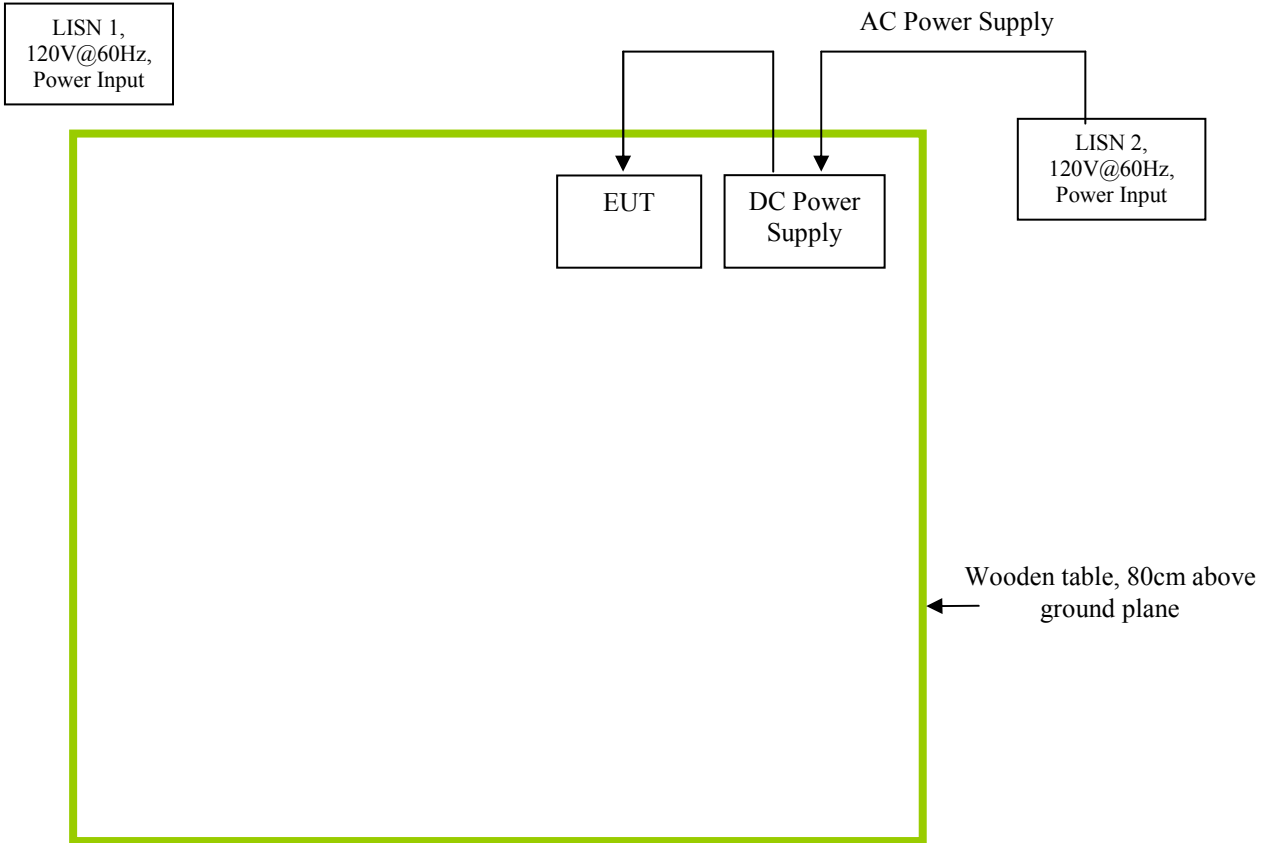 LISN 1,
120V@60Hz,
Power Input
AC Power Supply
LISN 2,
120V@60Hz,
Power Input
EUT
DC Power
Supply
Wooden table, 80cm above
ground plane